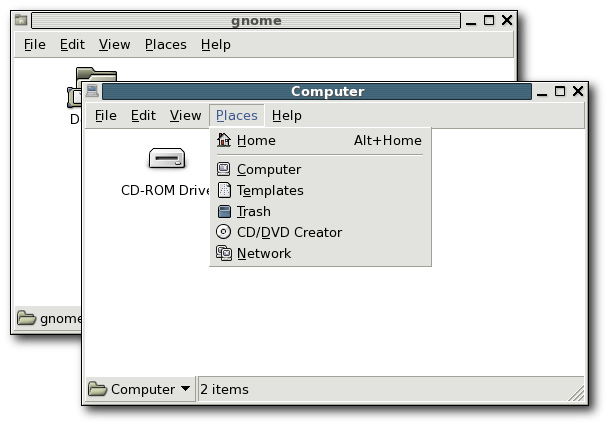 gnome
File Edit View Places Help
D
Computer
File Edit View Places Help
Home Alt+Home
CD-ROM Drive
Computer
Templates
Trash
CD/DVD Creator
Network
gnome
Computer 2 items